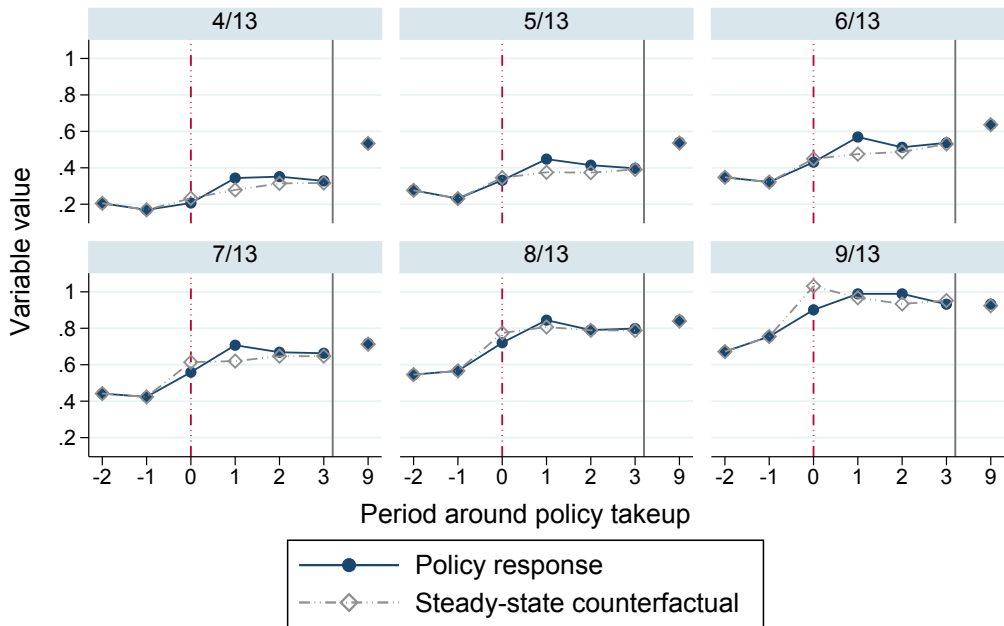 4/13
5/13
6/13
1
.8
.6
.4
.2
7/13
8/13
9/13
1
.8
.6
.4
.2
-2 -1 0 1 2 3 9
-2 -1 0 1 2 3 9
-2 -1 0 1 2 3 9
Variable value
Period around policy takeup
Policy response
Steady-state counterfactual